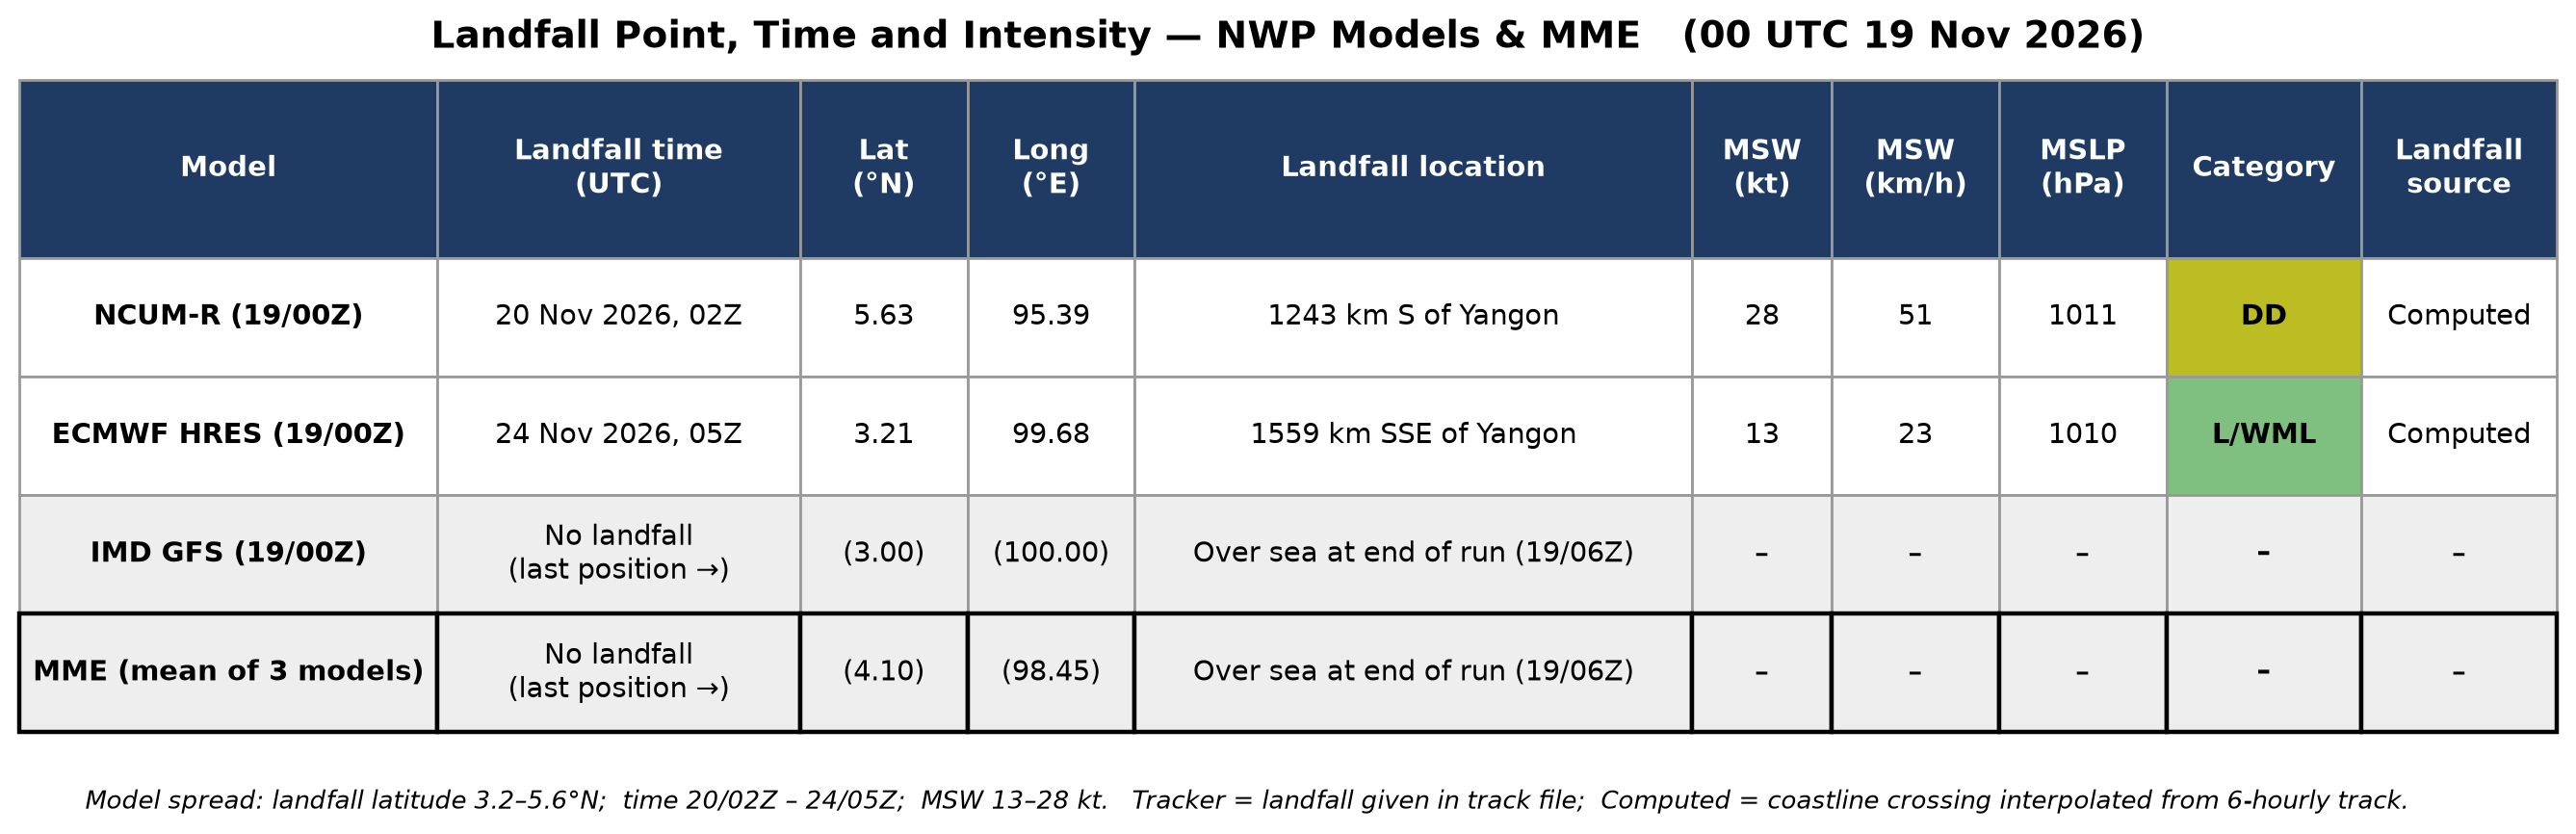 Landfall Point, Time and Intensity — NWP Models & MME (00 UTC 19 Nov 2026)
Model
Landfall time
(UTC)
Lat
(°N)
Long
(°E)
Landfall location
MSW
(kt)
MSW
(km/h)
MSLP
(hPa)
Category
Landfall
source
NCUM-R (19/00Z)
20 Nov 2026, 02Z
5.63
95.39
1243 km S of Yangon
28
51
1011
DD
Computed
ECMWF HRES (19/00Z)
24 Nov 2026, 05Z
3.21
99.68
1559 km SSE of Yangon
13
23
1010
L/WML
Computed
IMD GFS (19/00Z)
No landfall
(last position →)
(3.00)
(100.00)
Over sea at end of run (19/06Z)
–
–
–
–
–
MME (mean of 3 models)
No landfall
(last position →)
(4.10)
(98.45)
Over sea at end of run (19/06Z)
–
–
–
–
–
Model spread: landfall latitude 3.2–5.6°N; time 20/02Z – 24/05Z; MSW 13–28 kt. Tracker = landfall given in track file; Computed = coastline crossing interpolated from 6-hourly track.